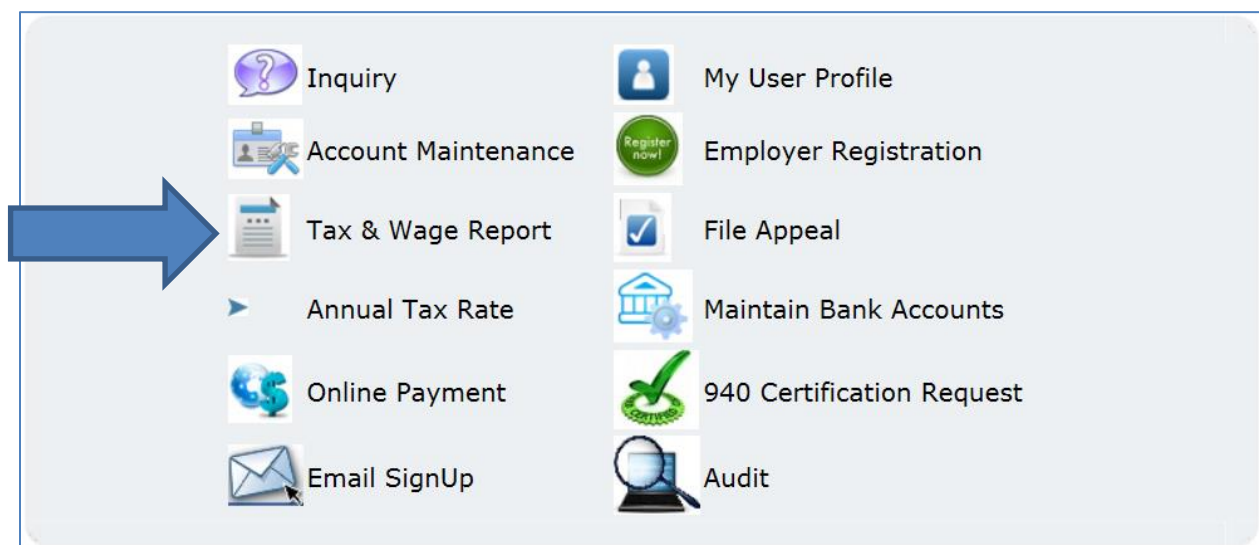 Inquiry
My User Profile
Account Maintenance
Register now!
Employer Registration
Tax & Wage Report
File Appeal
Annual Tax Rate
Maintain Bank Accounts
Online Payment
CERTIFIED
940 Certification Request
Email SignUp
Audit